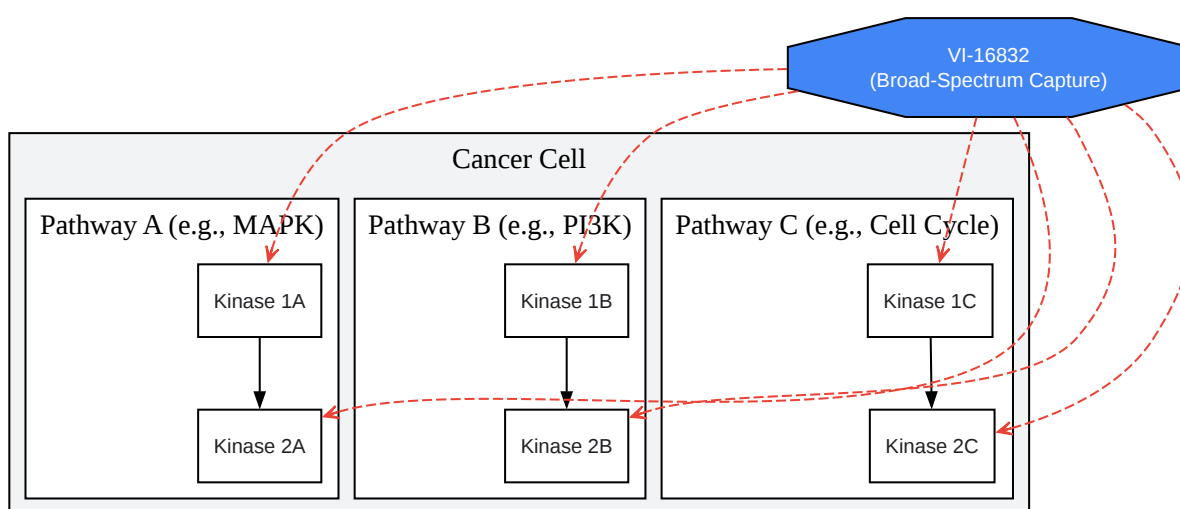 VI-16832
(Broad-Spectrum Capture)
Cancer Cell
Pathway A (e.g., MAPK)
Pathway B (e.g., PI3K)
Pathway C (e.g., Cell Cycle)
Kinase 1A
Kinase 1B
Kinase 1C
Kinase 2A
Kinase 2B
Kinase 2C